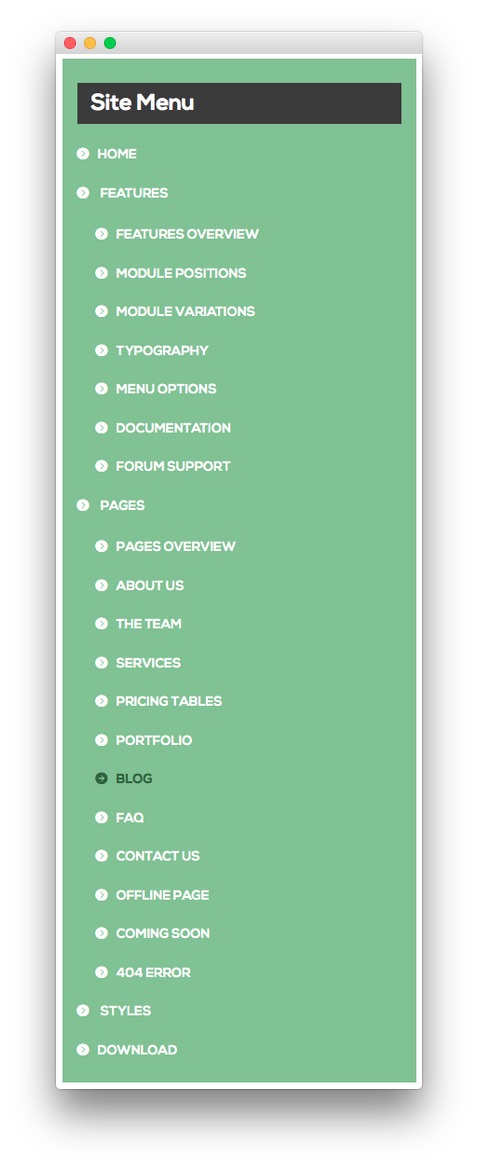 Site Menu
HOME
FEATURES
FEATURES OVERVIEW
MODULE POSITIONS
MODULE VARIATIONS
TYPOGRAPHY
MENU OPTIONS
DOCUMENTATION
FORUM SUPPORT
PAGES
PAGES OVERVIEW
ABOUT US
THE TEAM
SERVICES
PRICING TABLES
PORTFOLIO
BLOG
FAQ
CONTACT US
OFFLINE PAGE
COMING SOON
404 ERROR
STYLES
DOWNLOAD